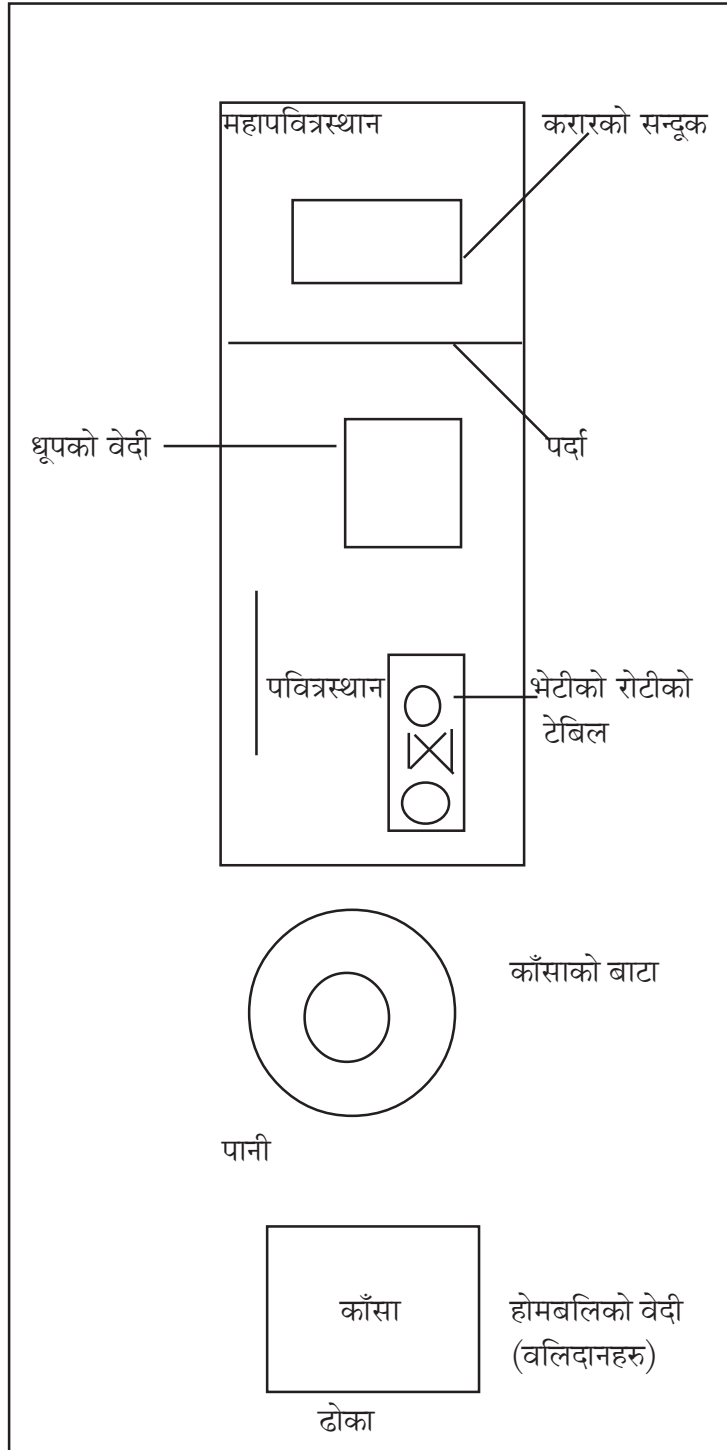 महापवित्रस्थान
करारको सन्दूक
धूपको वेदी
पर्दा
पवित्रस्थान
भेटीको रोटीको
टेबिल
काँसाको बाटा
पानी
काँसा
होमबलिको वेदी
(वलिदानहरु)
ढोका